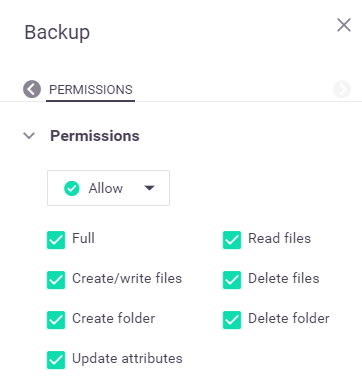 Backup
PERMISSIONS
Permissions
Allow
Full
Read files
Create/write files
Delete files
Create folder
Delete folder
Update attributes